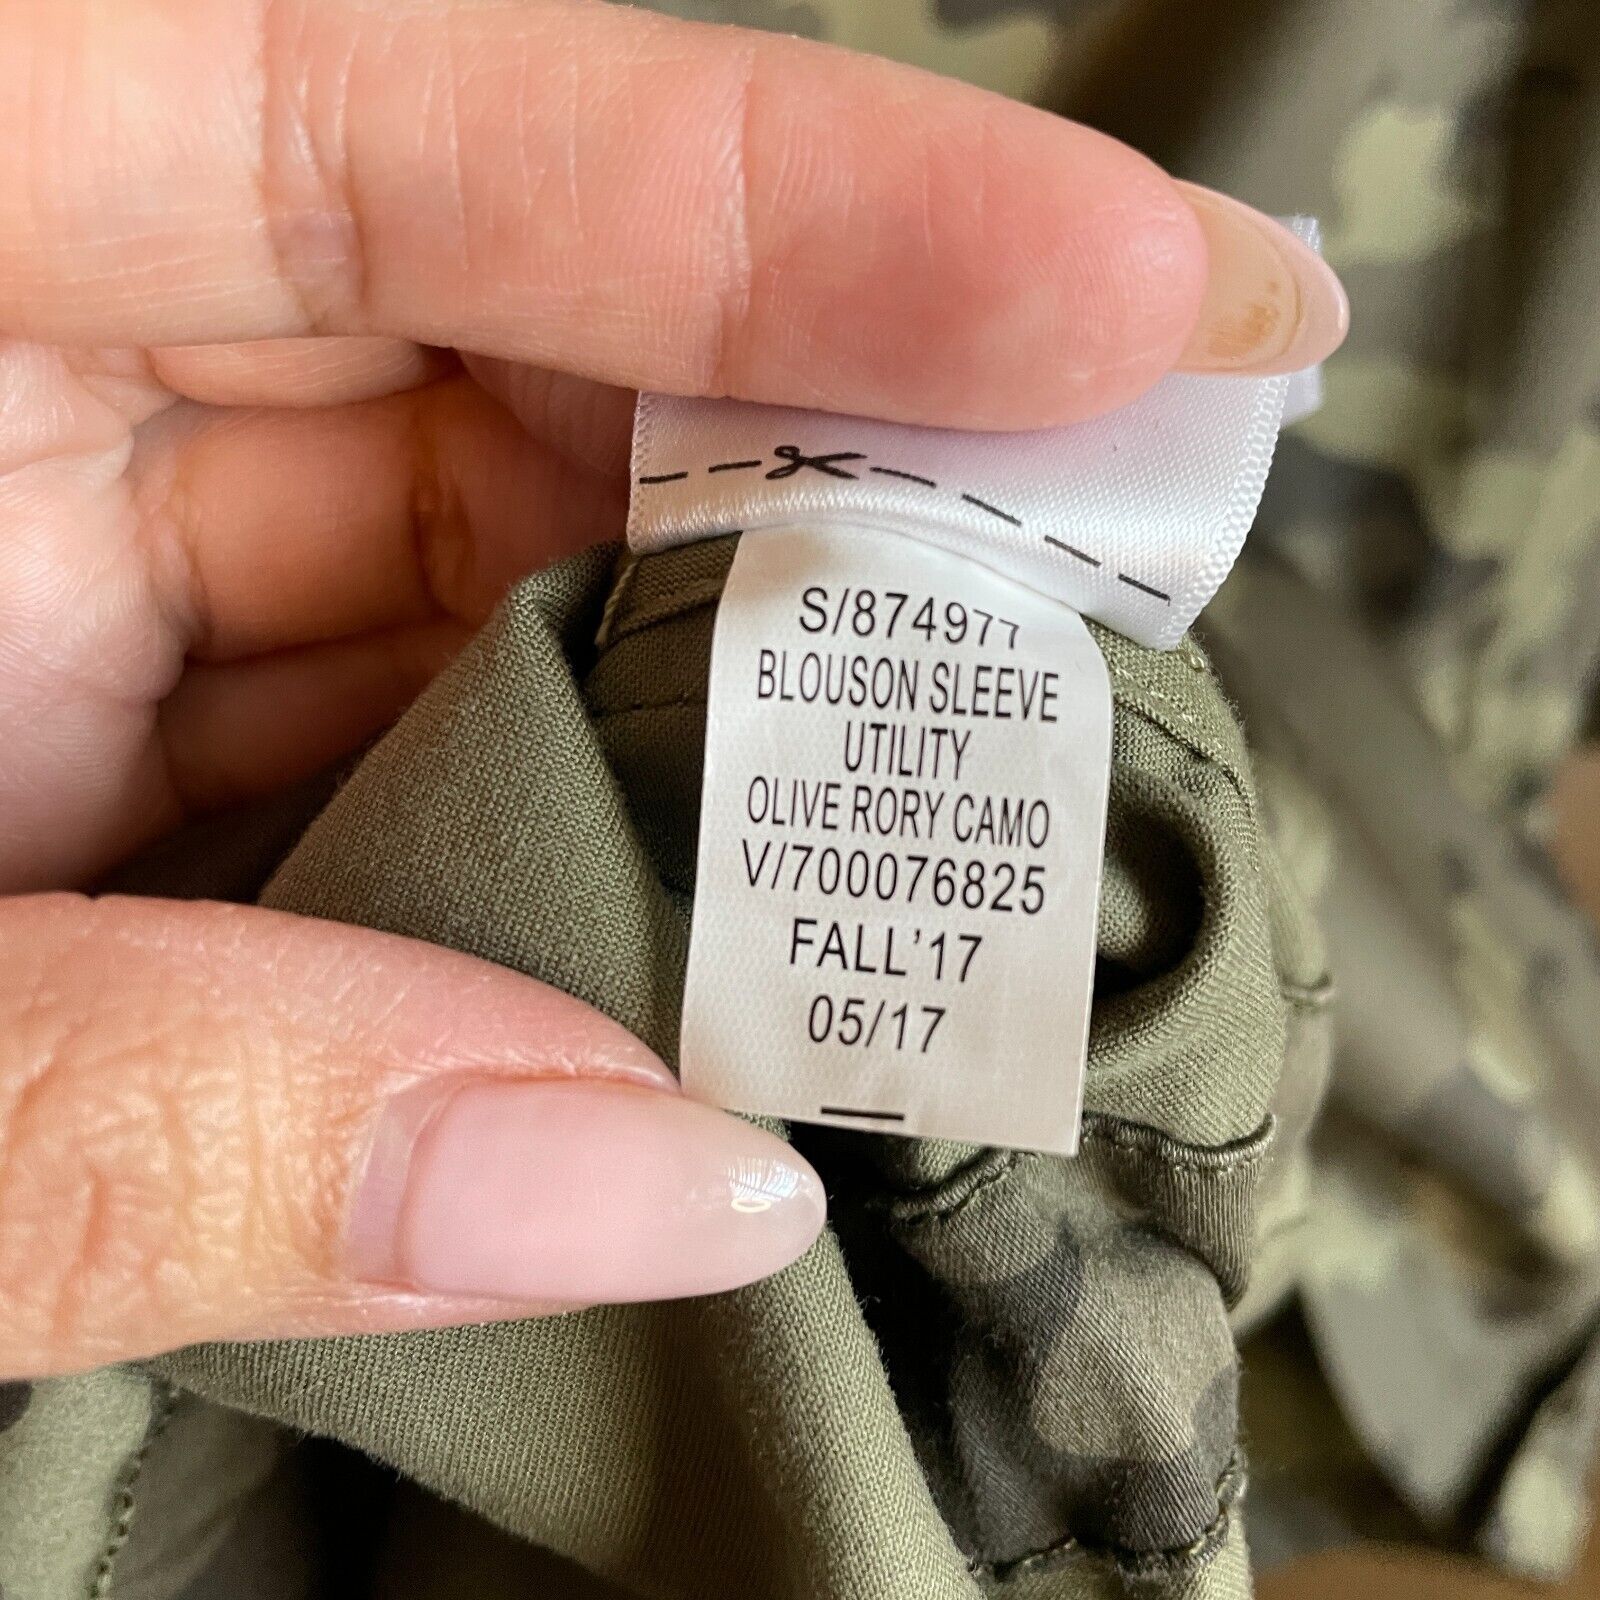 S/874977
BLOUSON SLEEVE
UTILITY
OLIVE RORY CAMO
V/700076825
FALL'17
05/17